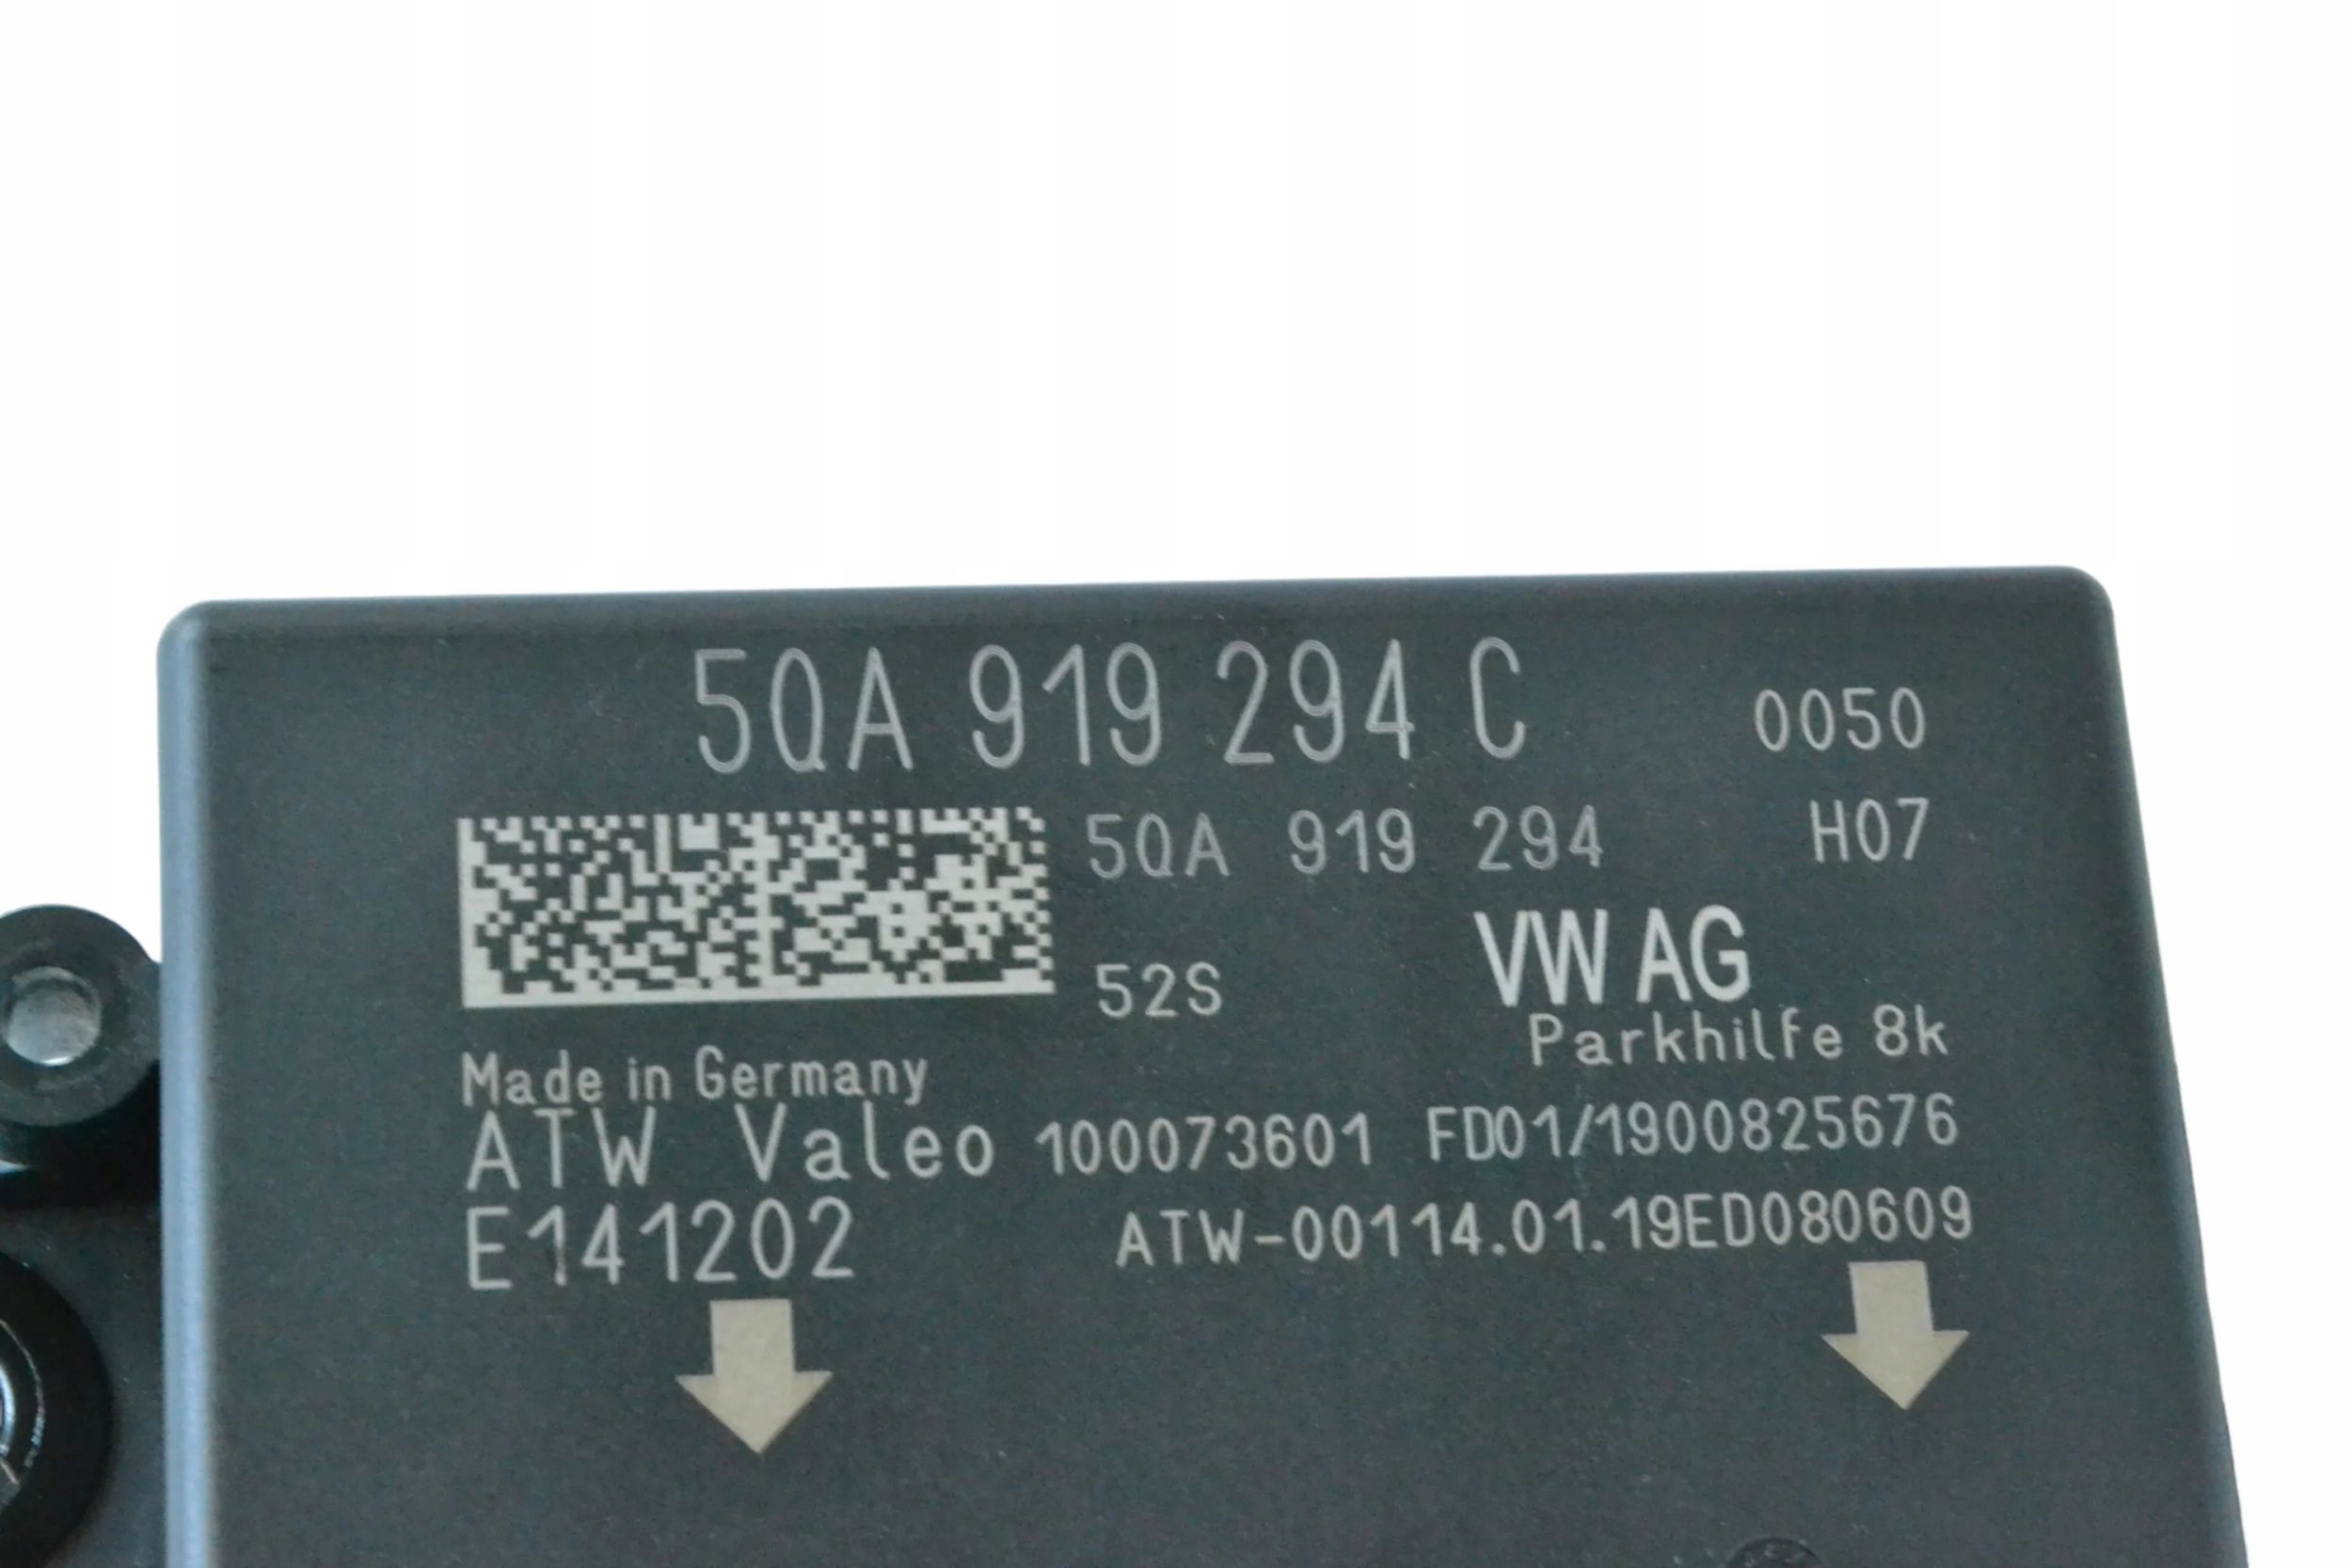 5QA 919 294 C 0050
5QA 919 294 H07
VW AG
52S
Parkhilfe 8k
Made in Germany
ATW Valeo 100073601 FD01/1900825676
E141202 ATW-00114.01.19ED080609